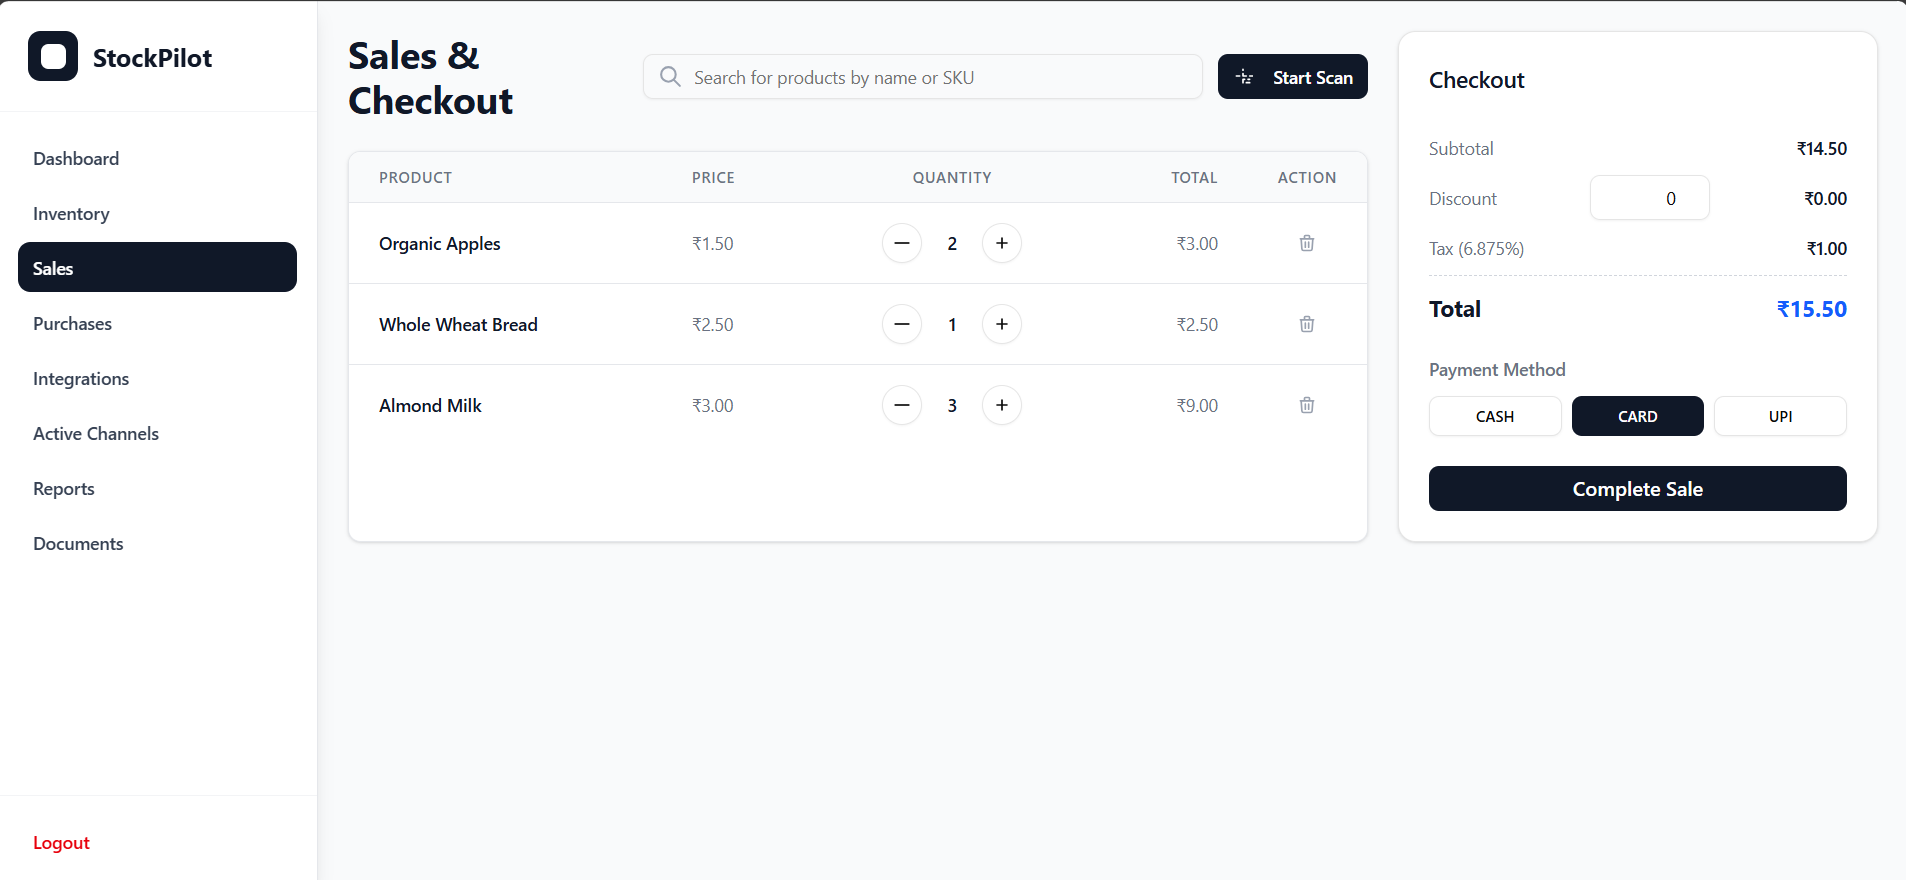 StockPilot
Dashboard
Inventory
Sales
Purchases
Integrations
Active Channels
Reports
Documents
Logout
Sales &
Checkout
Search for products by name or SKU
Start Scan
PRODUCT PRICE QUANTITY TOTAL ACTION
Organic Apples ₹1.50 2 ₹3.00
Whole Wheat Bread ₹2.50 1 ₹2.50
Almond Milk ₹3.00 3 ₹9.00
Checkout
Subtotal ₹14.50
Discount 0 ₹0.00
Tax (6.875%) ₹1.00
Total ₹15.50
Payment Method
CASH CARD UPI
Complete Sale